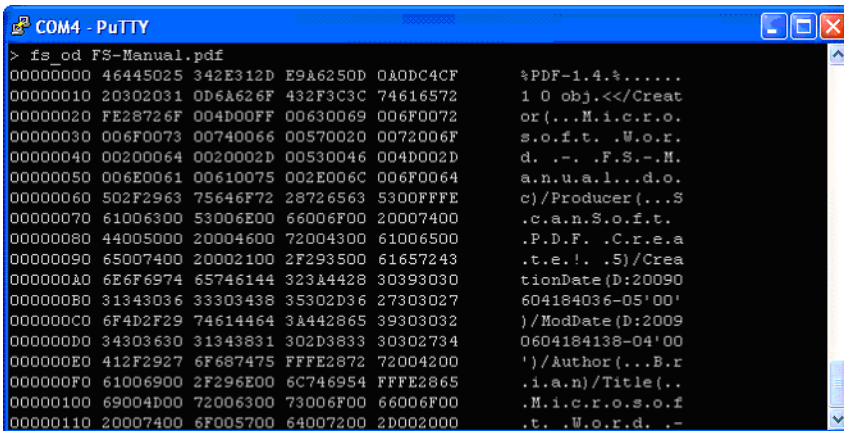 COM4 - PuTTY
> fs_od FS-Manual.pdf
00000000 46445025 342E312D E9A6250D 0A0DC4CF %PDF-1.4.%......
00000010 20302031 0D6A626F 432F3C3C 74616572 1 0 obj.<</Creat
00000020 FE28726F 004D00FF 00630069 006F0072 or(...M.i.c.r.o.
00000030 006F0073 00740066 00570020 0072006F s.o.f.t. .W.o.r.
00000040 00200064 0020002D 00530046 004D002D d. .-. .F.S.-.M.
00000050 006E0061 00610075 002E006C 006F0064 a.n.u.a.l...d.o.
00000060 502F2963 75646F72 28726563 5300FFFE c)/Producer(...S
00000070 61006300 53006E00 66006F00 20007400 .c.a.n.S.o.f.t.
00000080 44005000 20004600 72004300 61006500 .P.D.F. .C.r.e.a
00000090 65007400 20002100 2F293500 61657243 .t.e.!. .5)/Crea
000000A0 6E6F6974 65746144 323A4428 30393030 tionDate(D:20090
000000B0 31343036 33303438 35302D36 27303027 604184036-05'00'
000000C0 6F4D2F29 74614464 3A442865 39303032 )/ModDate(D:2009
000000D0 34303630 31343831 302D3833 30302734 0604184138-04'00
000000E0 412F2927 6F687475 FFFE2872 72004200 ')/Author(...B.r
000000F0 61006900 2F296E00 6C746954 FFFE2865 .i.a.n)/Title(..
00000100 69004D00 72006300 73006F00 66006F00 .M.i.c.r.o.s.o.f
00000110 20007400 6F005700 64007200 2D002000 .t. .W.o.r.d. .-